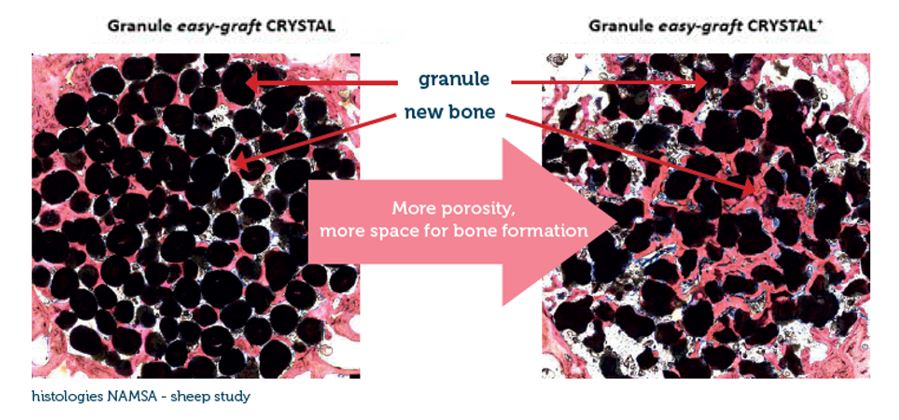 Granule easy-graft CRYSTAL
Granule easy-graft CRYSTAL⁺
granule
new bone
More porosity,
more space for bone formation
histologies NAMSA - sheep study